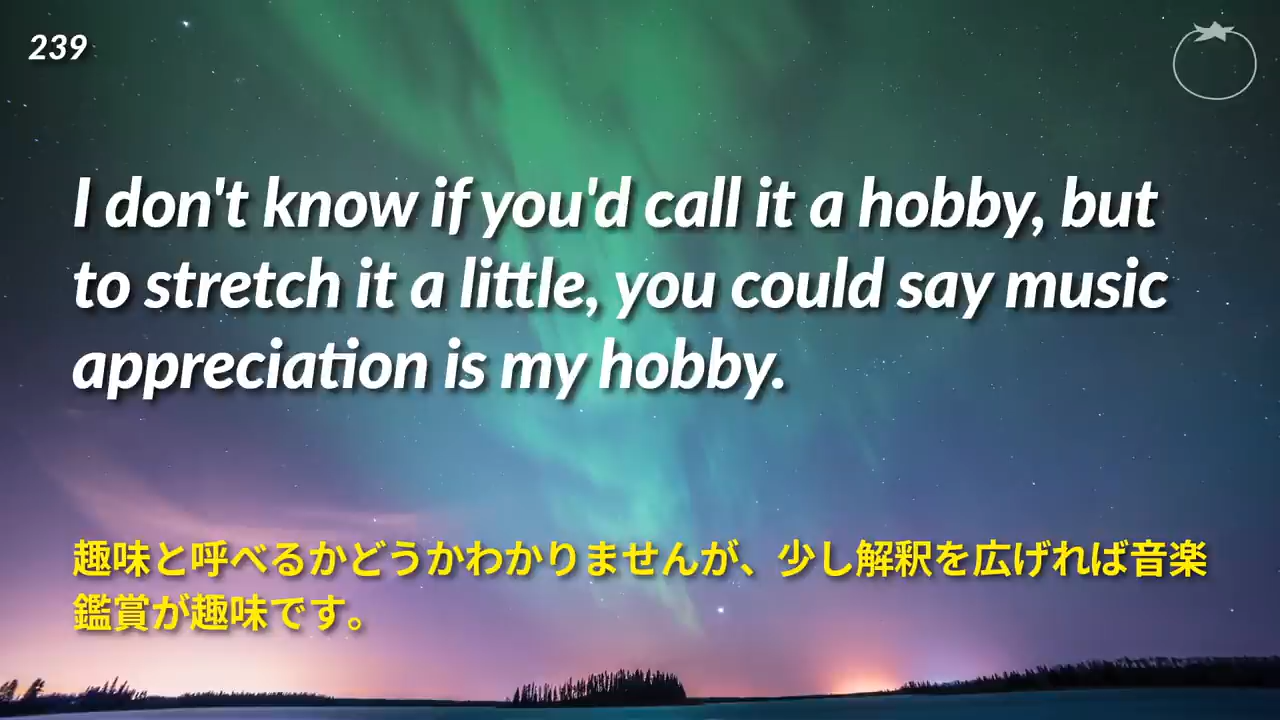 239
I don't know if you'd call it a hobby, but
to stretch it a little, you could say music
appreciation is my hobby.
趣味と呼べるかどうかわかりませんが、少し解釈を広げれば音楽
鑑賞が趣味です。